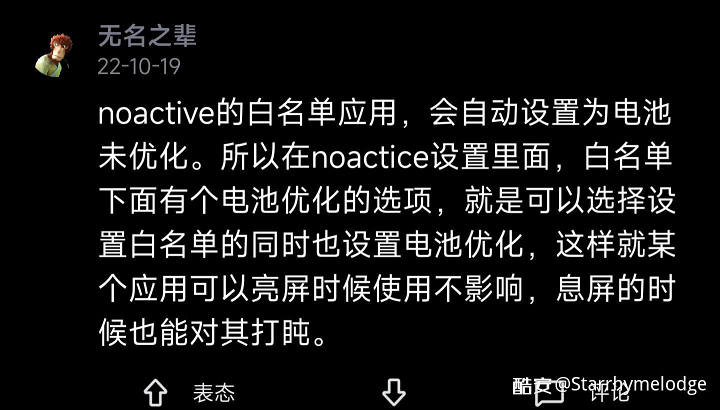 无名之辈
22-10-19
noactive的白名单应用，会自动设置为电池
未优化。所以在noactice设置里面，白名单
下面有个电池优化的选项，就是可以选择设
置白名单的同时也设置电池优化，这样就某
个应用可以亮屏时候使用不影响，息屏的时
候也能对其打盹。
表态
评论
酷安@Starrhymelodge